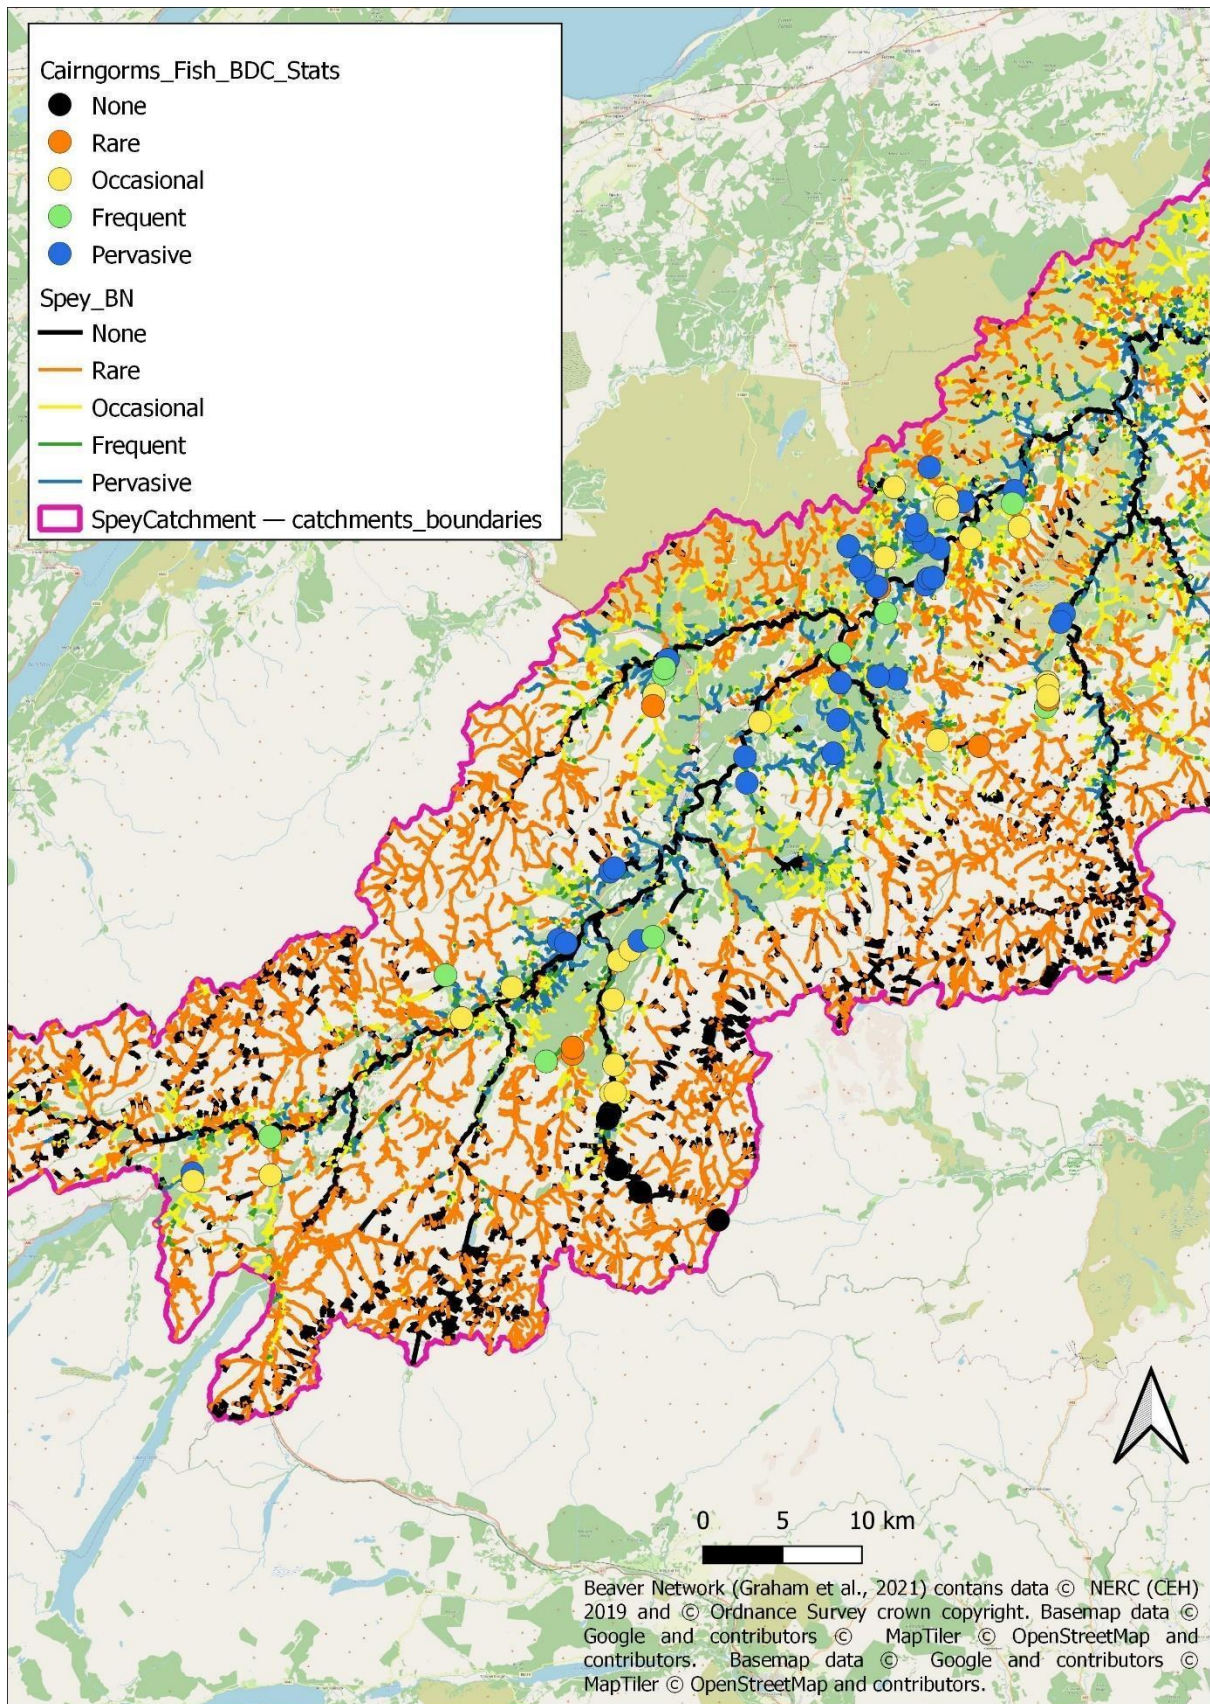 Cairngorms_Fish_BDC_Stats
None
Rare
Occasional
Frequent
Pervasive
Spey_BN
None
Rare
Occasional
Frequent
Pervasive
SpeyCatchment — catchments_boundaries
0 5 10 km
Beaver Network (Graham et al., 2021) contans data © NERC (CEH)
2019 and © Ordnance Survey crown copyright. Basemap data ©
Google and contributors © MapTiler © OpenStreetMap and
contributors. Basemap data © Google and contributors ©
MapTiler © OpenStreetMap and contributors.